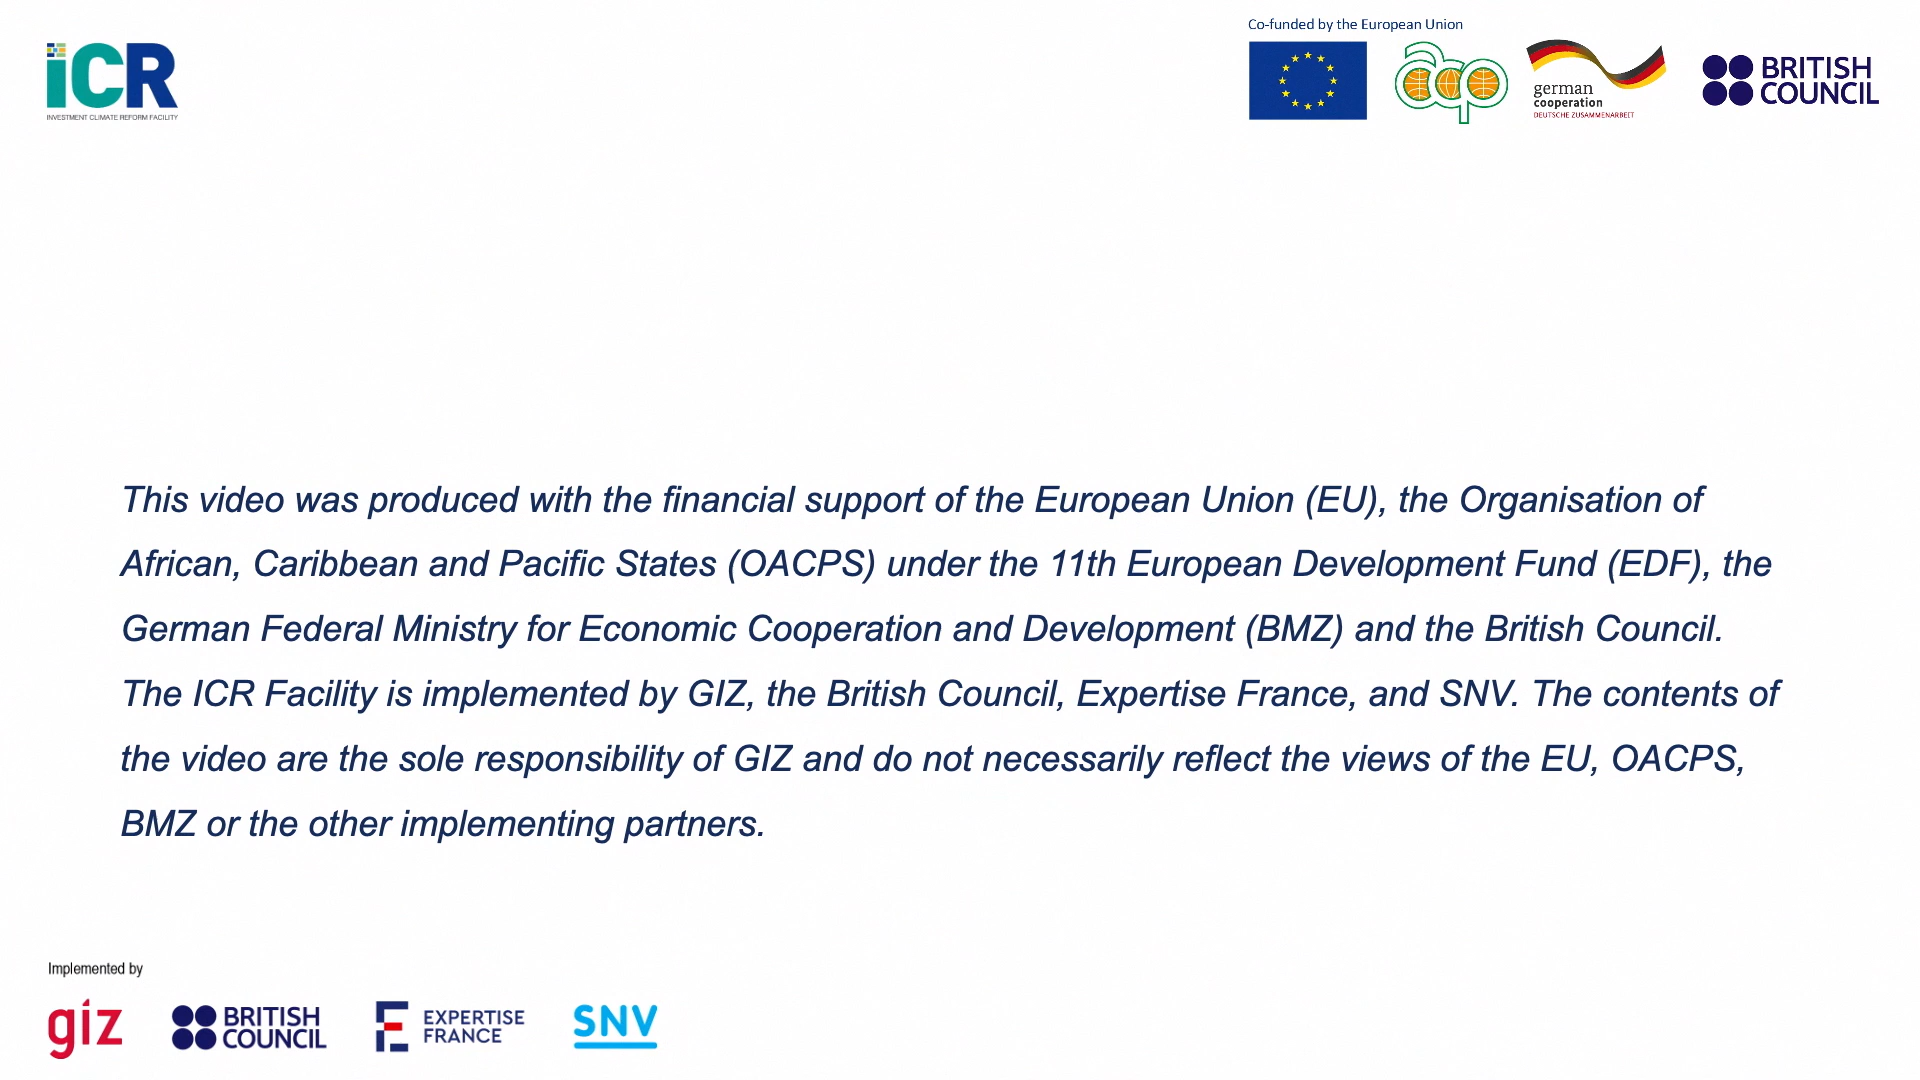 iCR
INVESTMENT CLIMATE REFORM FACILITY
Co-funded by the European Union
acp
german
cooperation
DEUTSCHE ZUSAMMENARBEIT
BRITISH
COUNCIL
This video was produced with the financial support of the European Union (EU), the Organisation of
African, Caribbean and Pacific States (OACPS) under the 11th European Development Fund (EDF), the
German Federal Ministry for Economic Cooperation and Development (BMZ) and the British Council.
The ICR Facility is implemented by GIZ, the British Council, Expertise France, and SNV. The contents of
the video are the sole responsibility of GIZ and do not necessarily reflect the views of the EU, OACPS,
BMZ or the other implementing partners.
Implemented by
giz
BRITISH
COUNCIL
EXPERTISE
FRANCE
SNV